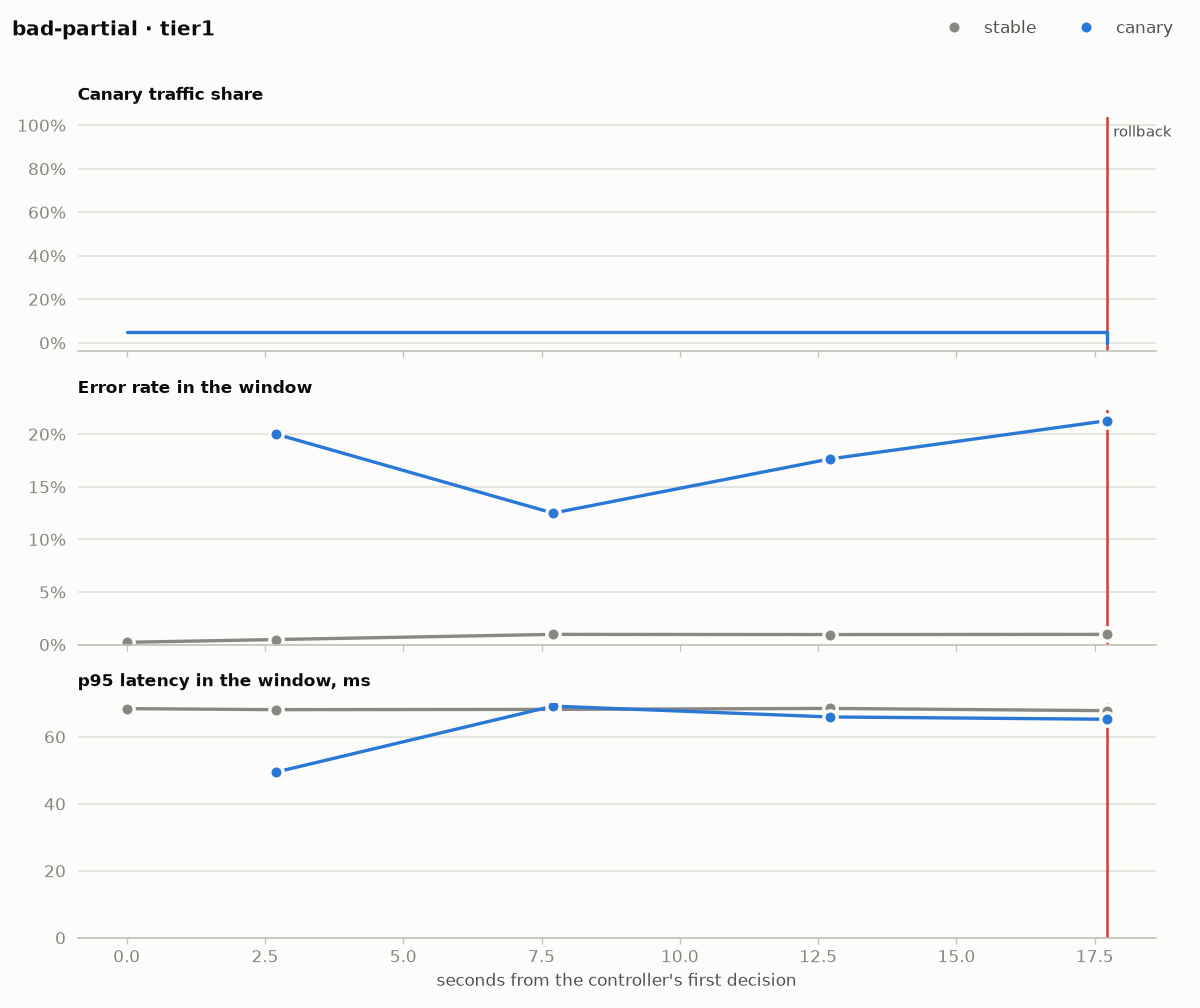 bad-partial · tier1
stable canary
Canary traffic share
100%
rollback
80%
60%
40%
20%
0%
Error rate in the window
20%
15%
10%
5%
0%
p95 latency in the window, ms
60
40
20
0
0.0 2.5 5.0 7.5 10.0 12.5 15.0 17.5
seconds from the controller's first decision